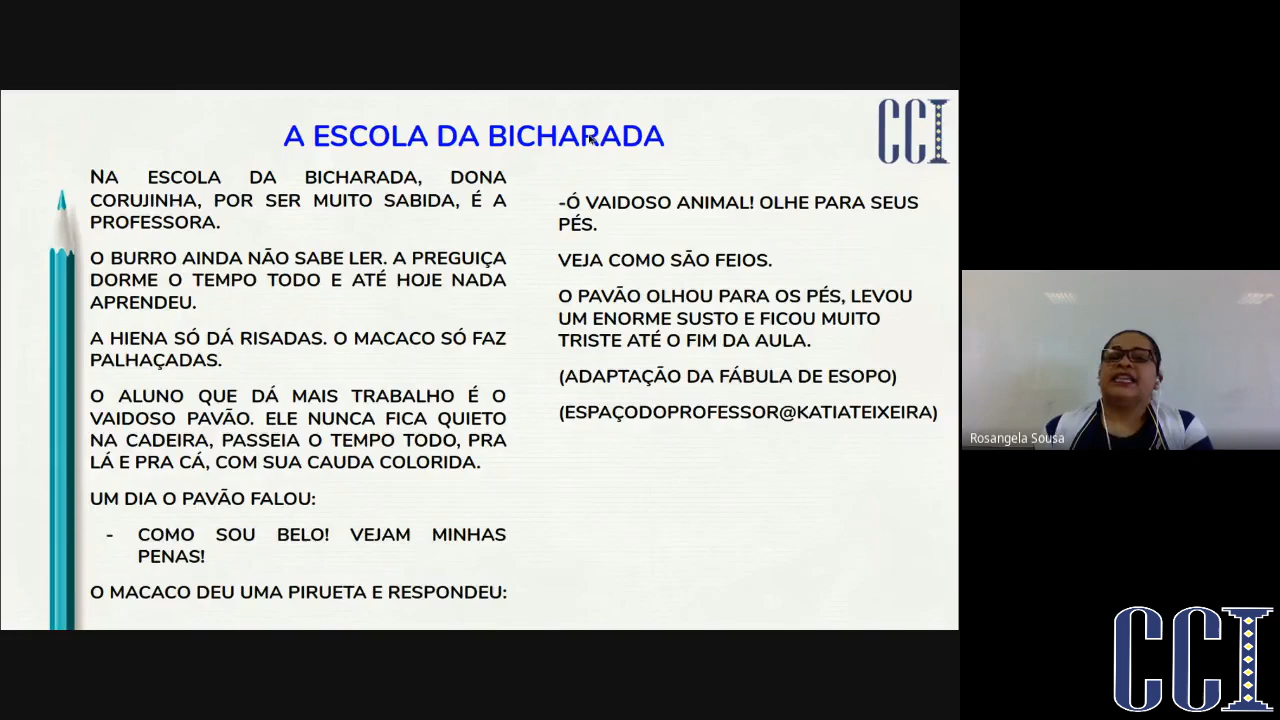 A ESCOLA DA BICHARADA
CCI
NA ESCOLA DA BICHARADA, DONA
CORUJINHA, POR SER MUITO SABIDA, É A
PROFESSORA.
O BURRO AINDA NÃO SABE LER. A PREGUIÇA
DORME O TEMPO TODO E ATÉ HOJE NADA
APRENDEU.
A HIENA SÓ DÁ RISADAS. O MACACO SÓ FAZ
PALHAÇADAS.
O ALUNO QUE DÁ MAIS TRABALHO É O
VAIDOSO PAVÃO. ELE NUNCA FICA QUIETO
NA CADEIRA, PASSEIA O TEMPO TODO, PRA
LÁ E PRA CÁ, COM SUA CAUDA COLORIDA.
UM DIA O PAVÃO FALOU:
- COMO SOU BELO! VEJAM MINHAS
PENAS!
O MACACO DEU UMA PIRUETA E RESPONDEU:
-Ó VAIDOSO ANIMAL! OLHE PARA SEUS
PÉS.
VEJA COMO SÃO FEIOS.
O PAVÃO OLHOU PARA OS PÉS, LEVOU
UM ENORME SUSTO E FICOU MUITO
TRISTE ATÉ O FIM DA AULA.
(ADAPTAÇÃO DA FÁBULA DE ESOPO)
(ESPAÇODOPROFESSOR@KATIATEIXEIRA)
Rosangela Sousa
CCI